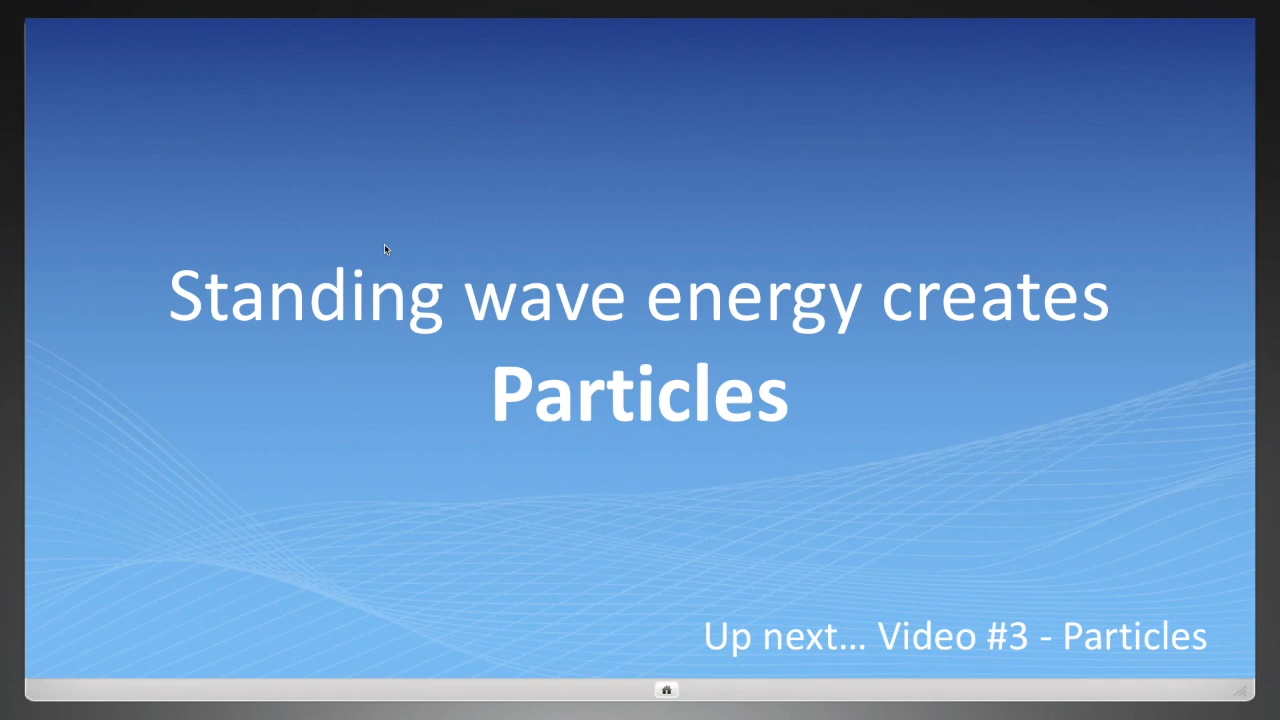 Standing wave energy creates
Particles
Up next... Video #3 - Particles